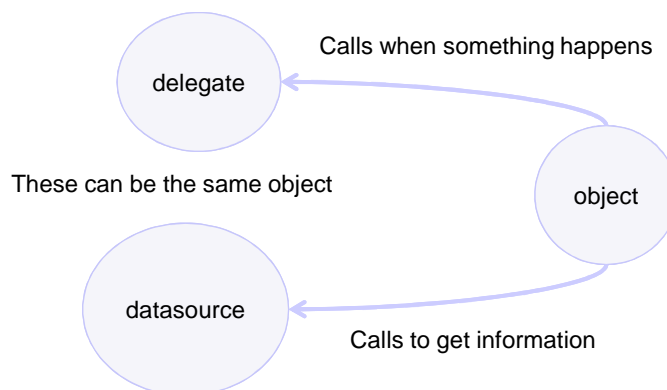 Calls when something happens
delegate
These can be the same object
object
datasource
Calls to get information